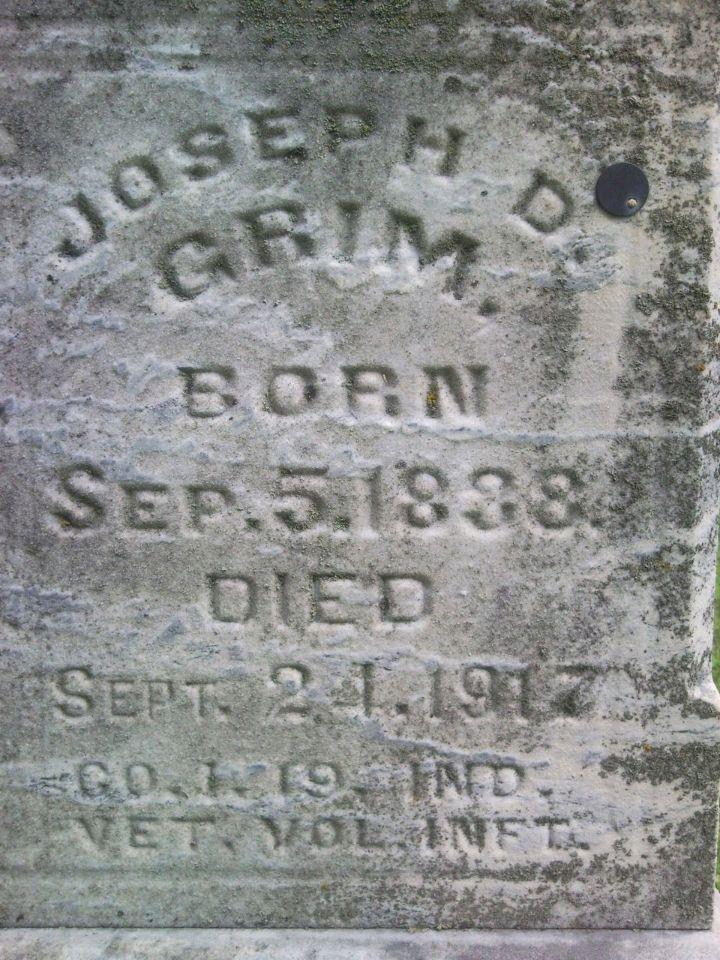 JOSEPH D.
GRIM.
BORN
SEP. 5. 1838.
DIED
SEPT. 24. 1917
CO. I. 19. IND.
VET. VOL. INFT.